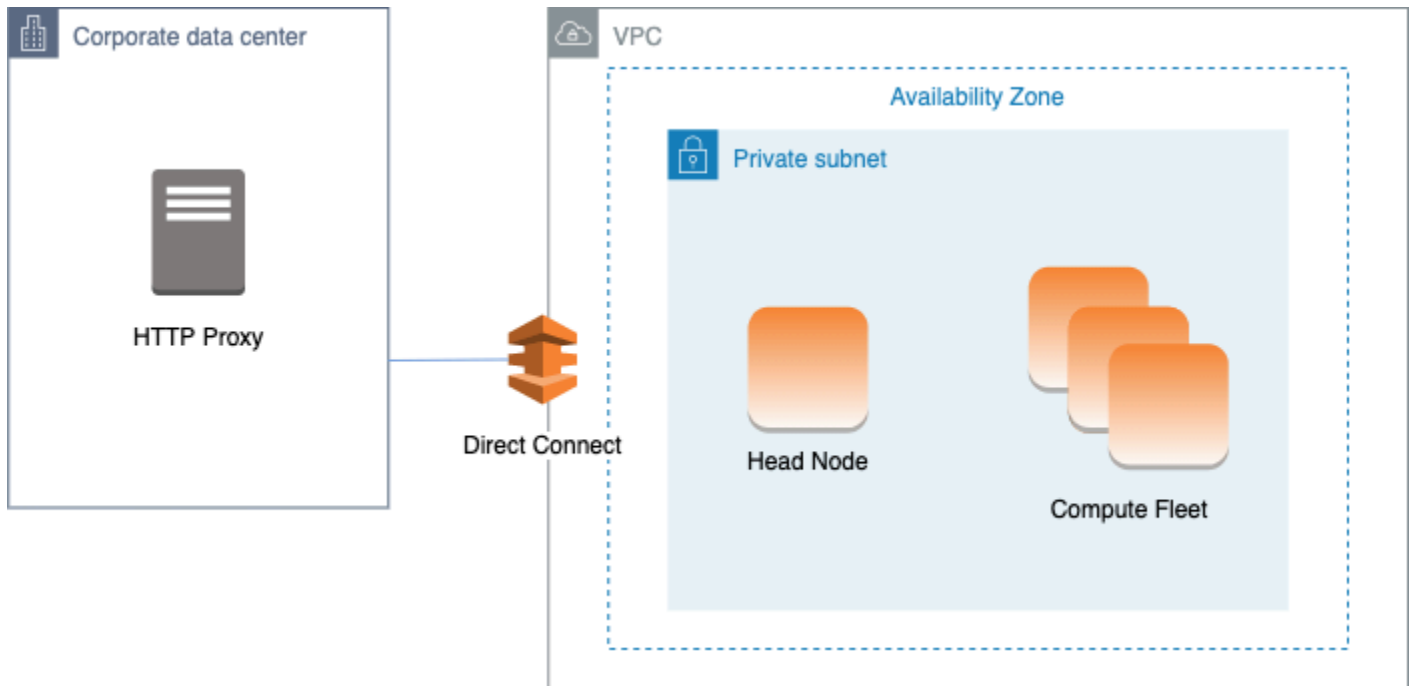 Corporate data center
VPC
Availability Zone
Private subnet
HTTP Proxy
Direct Connect
Head Node
Compute Fleet